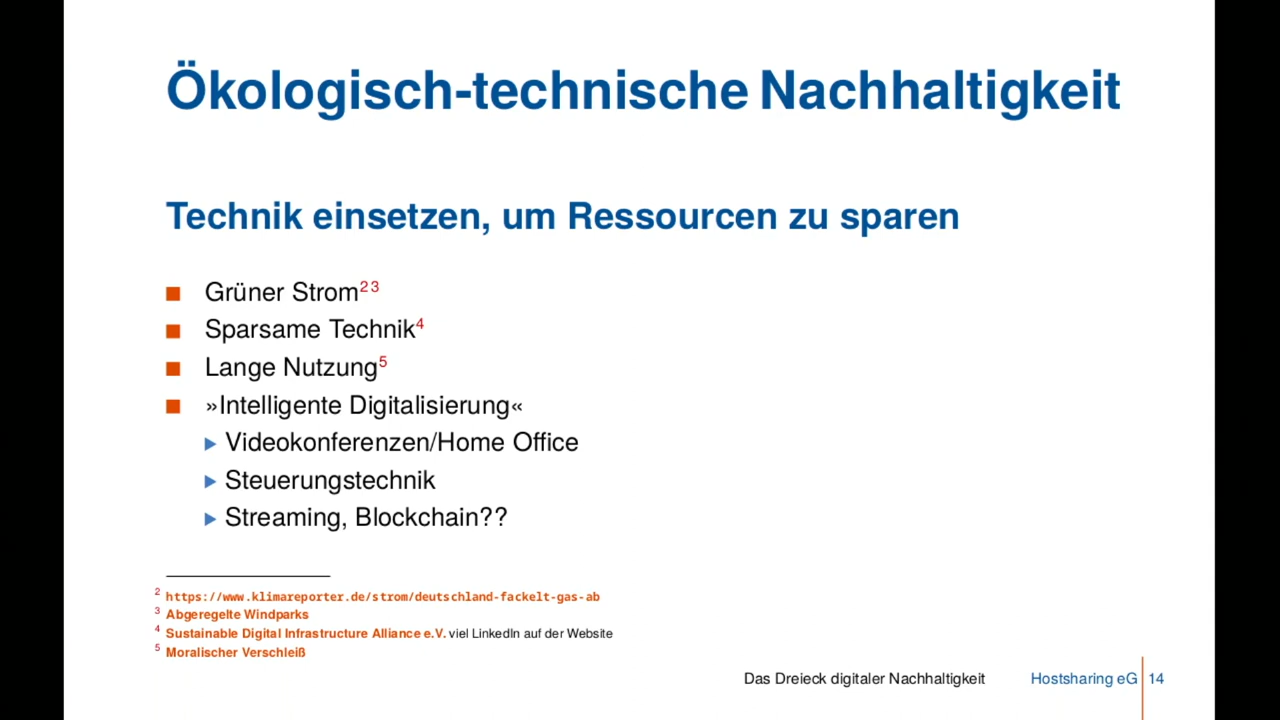 Ökologisch-technische Nachhaltigkeit
Technik einsetzen, um Ressourcen zu sparen
Grüner Strom2 3
Sparsame Technik4
Lange Nutzung5
»Intelligente Digitalisierung«
Videokonferenzen/Home Office
Steuerungstechnik
Streaming, Blockchain??
2 https://www.klimareporter.de/strom/deutschland-fackelt-gas-ab
3 Abgeregelte Windparks
4 Sustainable Digital Infrastructure Alliance e.V. viel LinkedIn auf der Website
5 Moralischer Verschleiß
Das Dreieck digitaler Nachhaltigkeit Hostsharing eG 14